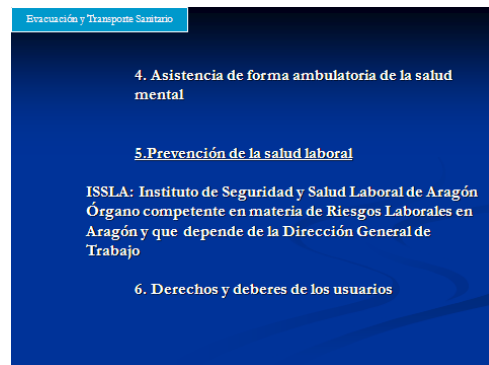 Evacuación y Transporte Sanitario
4. Asistencia de forma ambulatoria de la salud
mental
5.Prevención de la salud laboral
ISSLA: Instituto de Seguridad y Salud Laboral de Aragón
Órgano competente en materia de Riesgos Laborales en
Aragón y que depende de la Dirección General de
Trabajo
6. Derechos y deberes de los usuarios